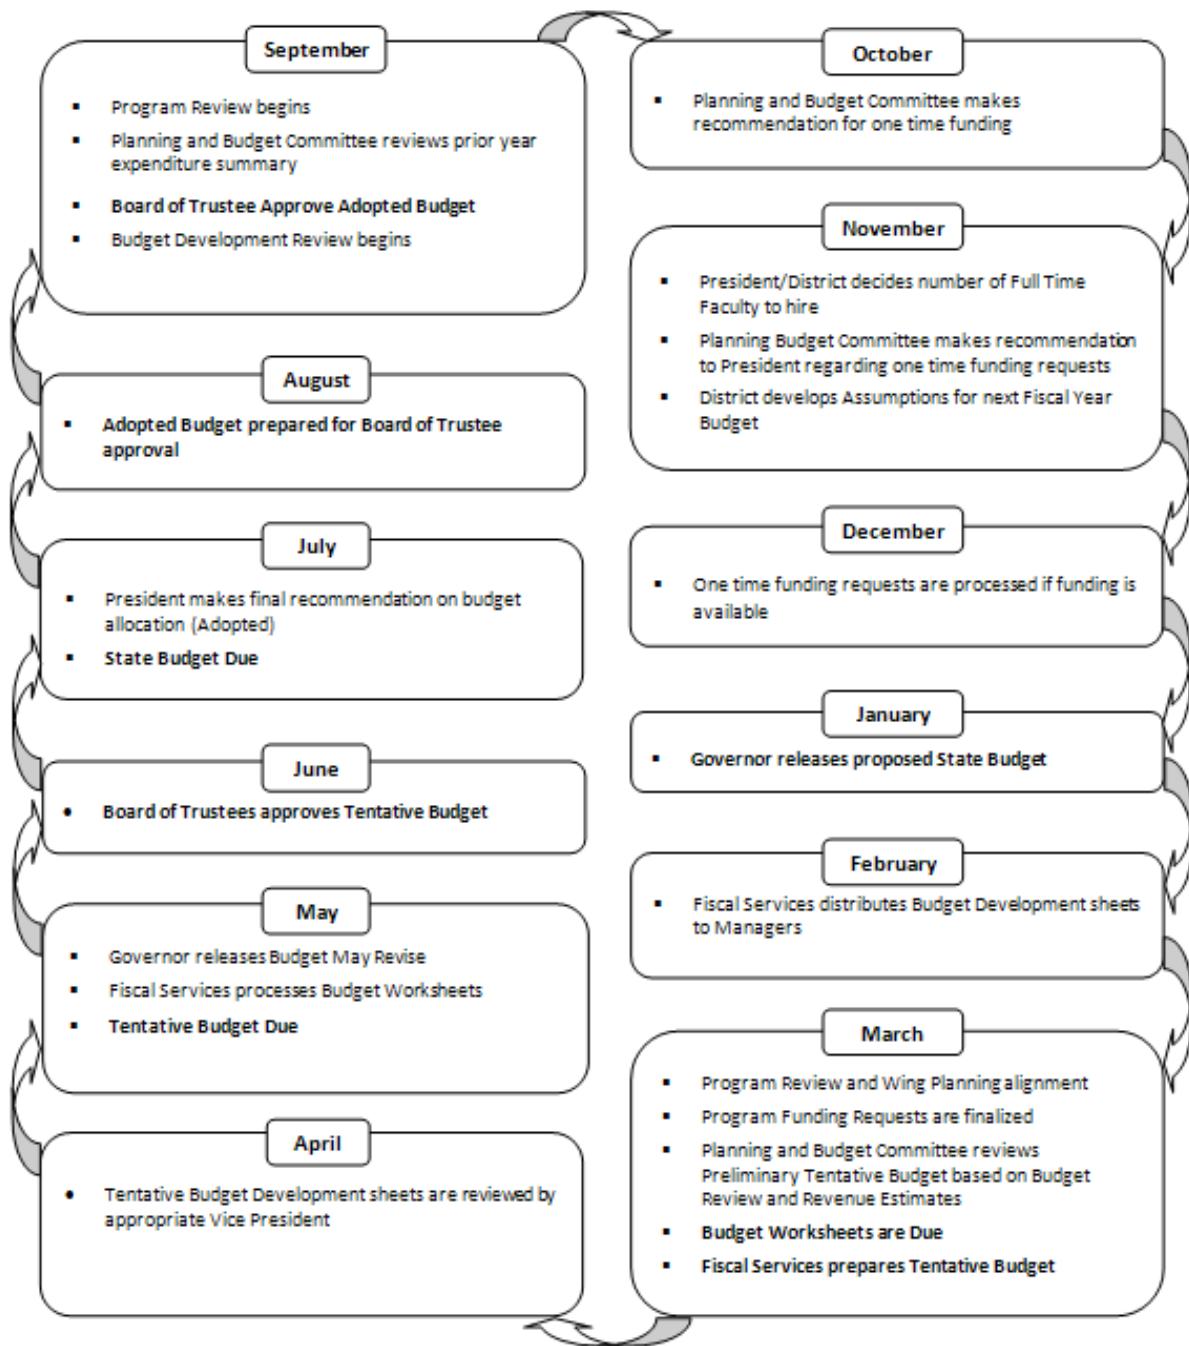 September
▪ Program Review begins
▪ Planning and Budget Committee reviews prior year
expenditure summary
▪ Board of Trustee Approve Adopted Budget
▪ Budget Development Review begins
October
▪ Planning and Budget Committee makes
recommendation for one time funding
November
▪ President/District decides number of Full Time
Faculty to hire
▪ Planning Budget Committee makes recommendation
to President regarding one time funding requests
▪ District develops Assumptions for next Fiscal Year
Budget
December
▪ One time funding requests are processed if funding is
available
January
▪ Governor releases proposed State Budget
February
▪ Fiscal Services distributes Budget Development sheets
to Managers
March
▪ Program Review and Wing Planning alignment
▪ Program Funding Requests are finalized
▪ Planning and Budget Committee reviews
Preliminary Tentative Budget based on Budget
Review and Revenue Estimates
▪ Budget Worksheets are Due
▪ Fiscal Services prepares Tentative Budget
April
• Tentative Budget Development sheets are reviewed by
appropriate Vice President
May
▪ Governor releases Budget May Revise
▪ Fiscal Services processes Budget Worksheets
▪ Tentative Budget Due
June
• Board of Trustees approves Tentative Budget
July
▪ President makes final recommendation on budget
allocation (Adopted)
▪ State Budget Due
August
▪ Adopted Budget prepared for Board of Trustee
approval